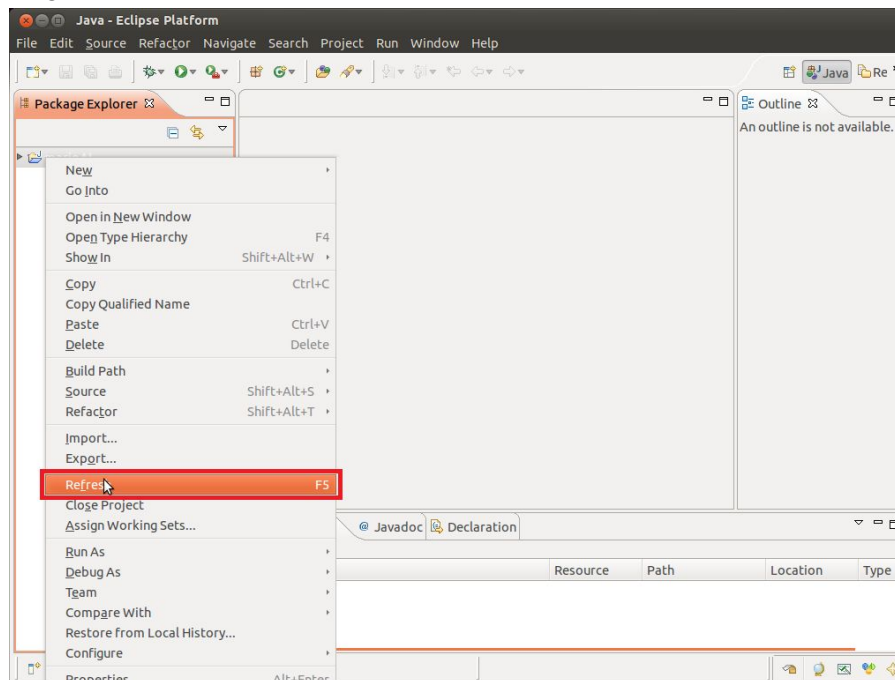 Java - Eclipse Platform
File Edit Source Refactor Navigate Search Project Run Window Help
Java Re
Package Explorer
Outline
An outline is not available.
New
Go Into
Open in New Window
Open Type Hierarchy F4
Show In Shift+Alt+W
Copy Ctrl+C
Copy Qualified Name
Paste Ctrl+V
Delete Delete
Build Path
Source Shift+Alt+S
Refactor Shift+Alt+T
Import...
Export...
Refresh F5
Close Project
Assign Working Sets...
@ Javadoc Declaration
Run As
Debug As
Resource Path Location Type
Team
Compare With
Restore from Local History...
Configure
Properties Alt+Enter